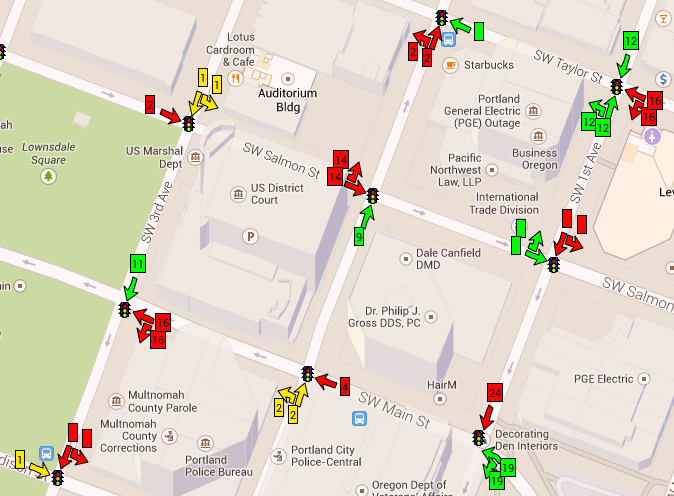 Lotus
Cardroom
& Cafe
SW Taylor St
Starbucks
Auditorium
Bldg
Portland
General Electric
(PGE) Outage
Business
Oregon
Lownsdale
Square
US Marshal
Dept
SW Salmon St
US District
Court
Pacific
Northwest
Law, LLP
International
Trade Division
SW 1st Ave
Lev
SW 3rd Ave
P
Dale Canfield
DMD
SW Salmon
Dr. Philip J.
Gross DDS, PC
HairM
PGE Electric
SW Main St
Multnomah
County Parole
Multnomah
County
Corrections
Portland
Police Bureau
Portland City
Police-Central
Decorating
Den Interiors
Oregon Dept of
Veterans' Affairs
$
2
1
1
2
2
12
16
16
12
12
14
14
9
11
16
16
2
2
4
24
19
19
1